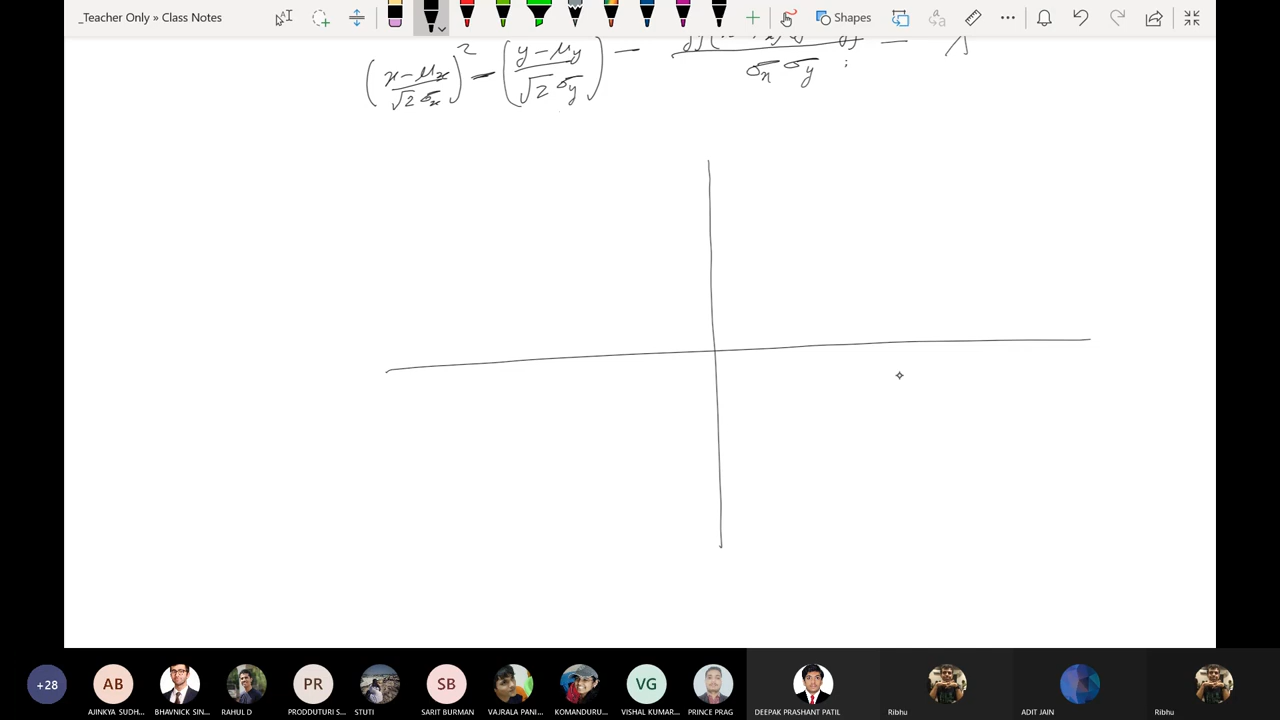 _Teacher Only » Class Notes
Shapes
(x − μx / √2 σx)² − (y − μy / √2 σy) − σx σy = λ
+28
AB
PR
SB
VG
AJINKYA SUDH...
BHAVNICK SIN...
RAHUL D
PRODDUTURI S...
STUTI
SARIT BURMAN
VAJRALA PANI...
KOMANDURU...
VISHAL KUMAR...
PRINCE PRAG
DEEPAK PRASHANT PATIL
Ribhu
ADIT JAIN
Ribhu